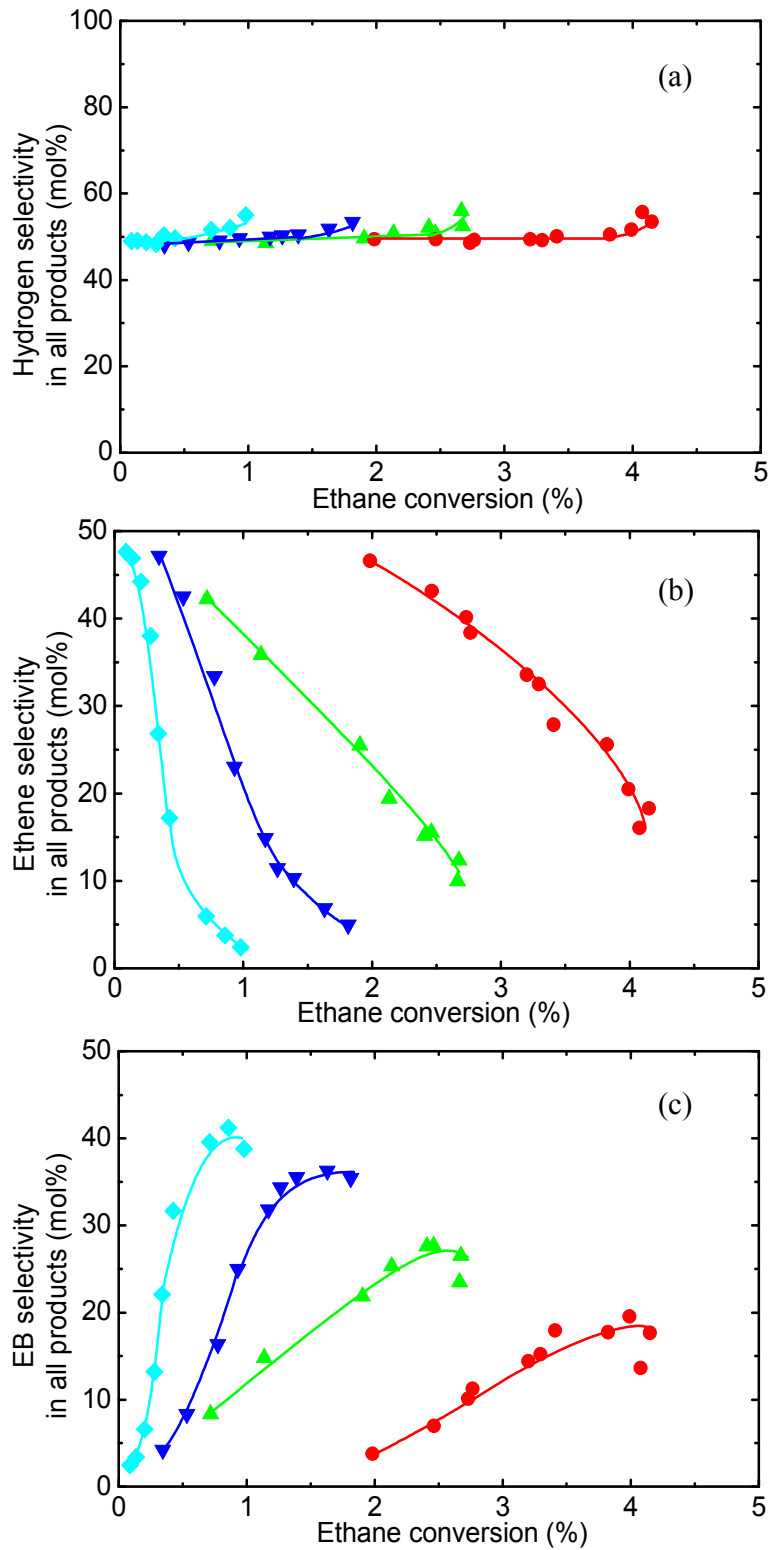 (a)
Hydrogen selectivity
in all products (mol%)
100
80
60
40
20
0
0 1 2 3 4 5
Ethane conversion (%)
(b)
Ethene selectivity
in all products (mol%)
50
40
30
20
10
0
0 1 2 3 4 5
Ethane conversion (%)
(c)
EB selectivity
in all products (mol%)
50
40
30
20
10
0
0 1 2 3 4 5
Ethane conversion (%)